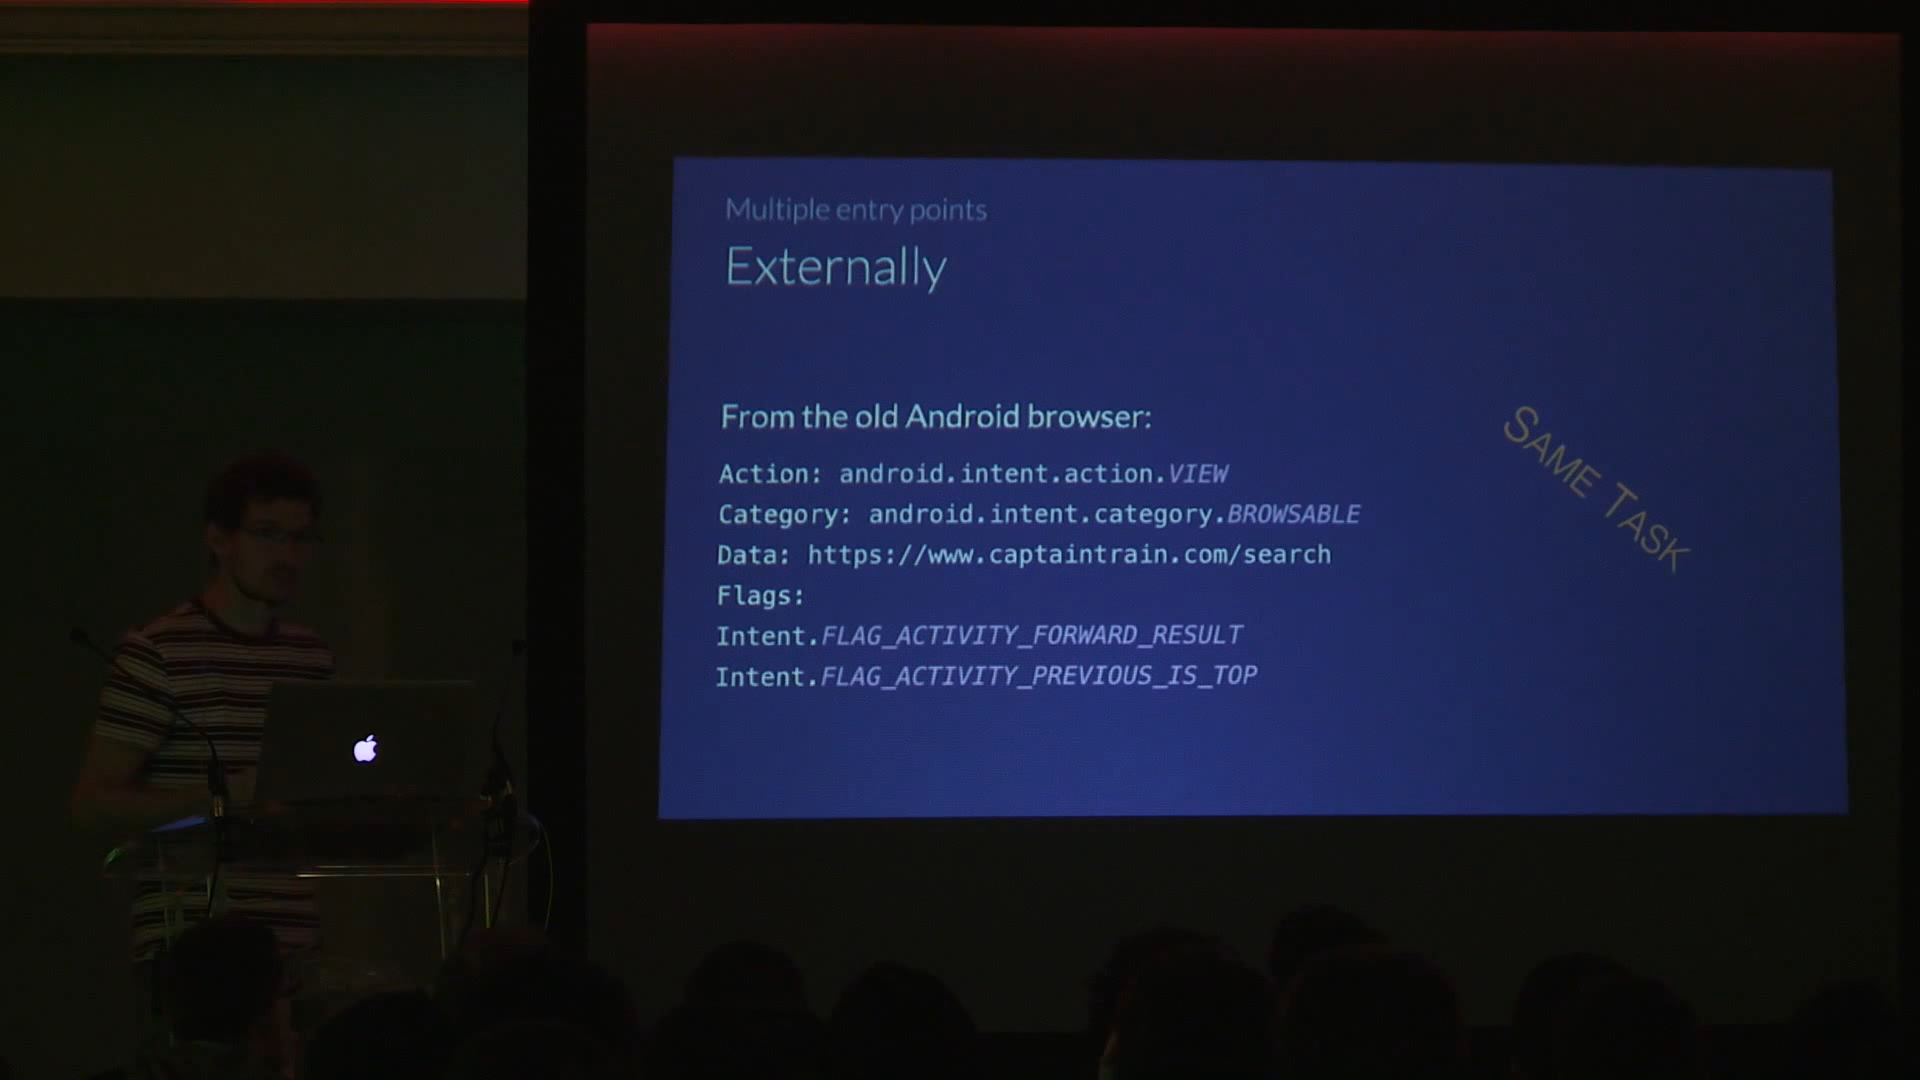 Multiple entry points
Externally
From the old Android browser:
Action: android.intent.action.VIEW
Category: android.intent.category.BROWSABLE
Data: https://www.captaintrain.com/search
Flags:
Intent.FLAG_ACTIVITY_FORWARD_RESULT
Intent.FLAG_ACTIVITY_PREVIOUS_IS_TOP
SAME TASK